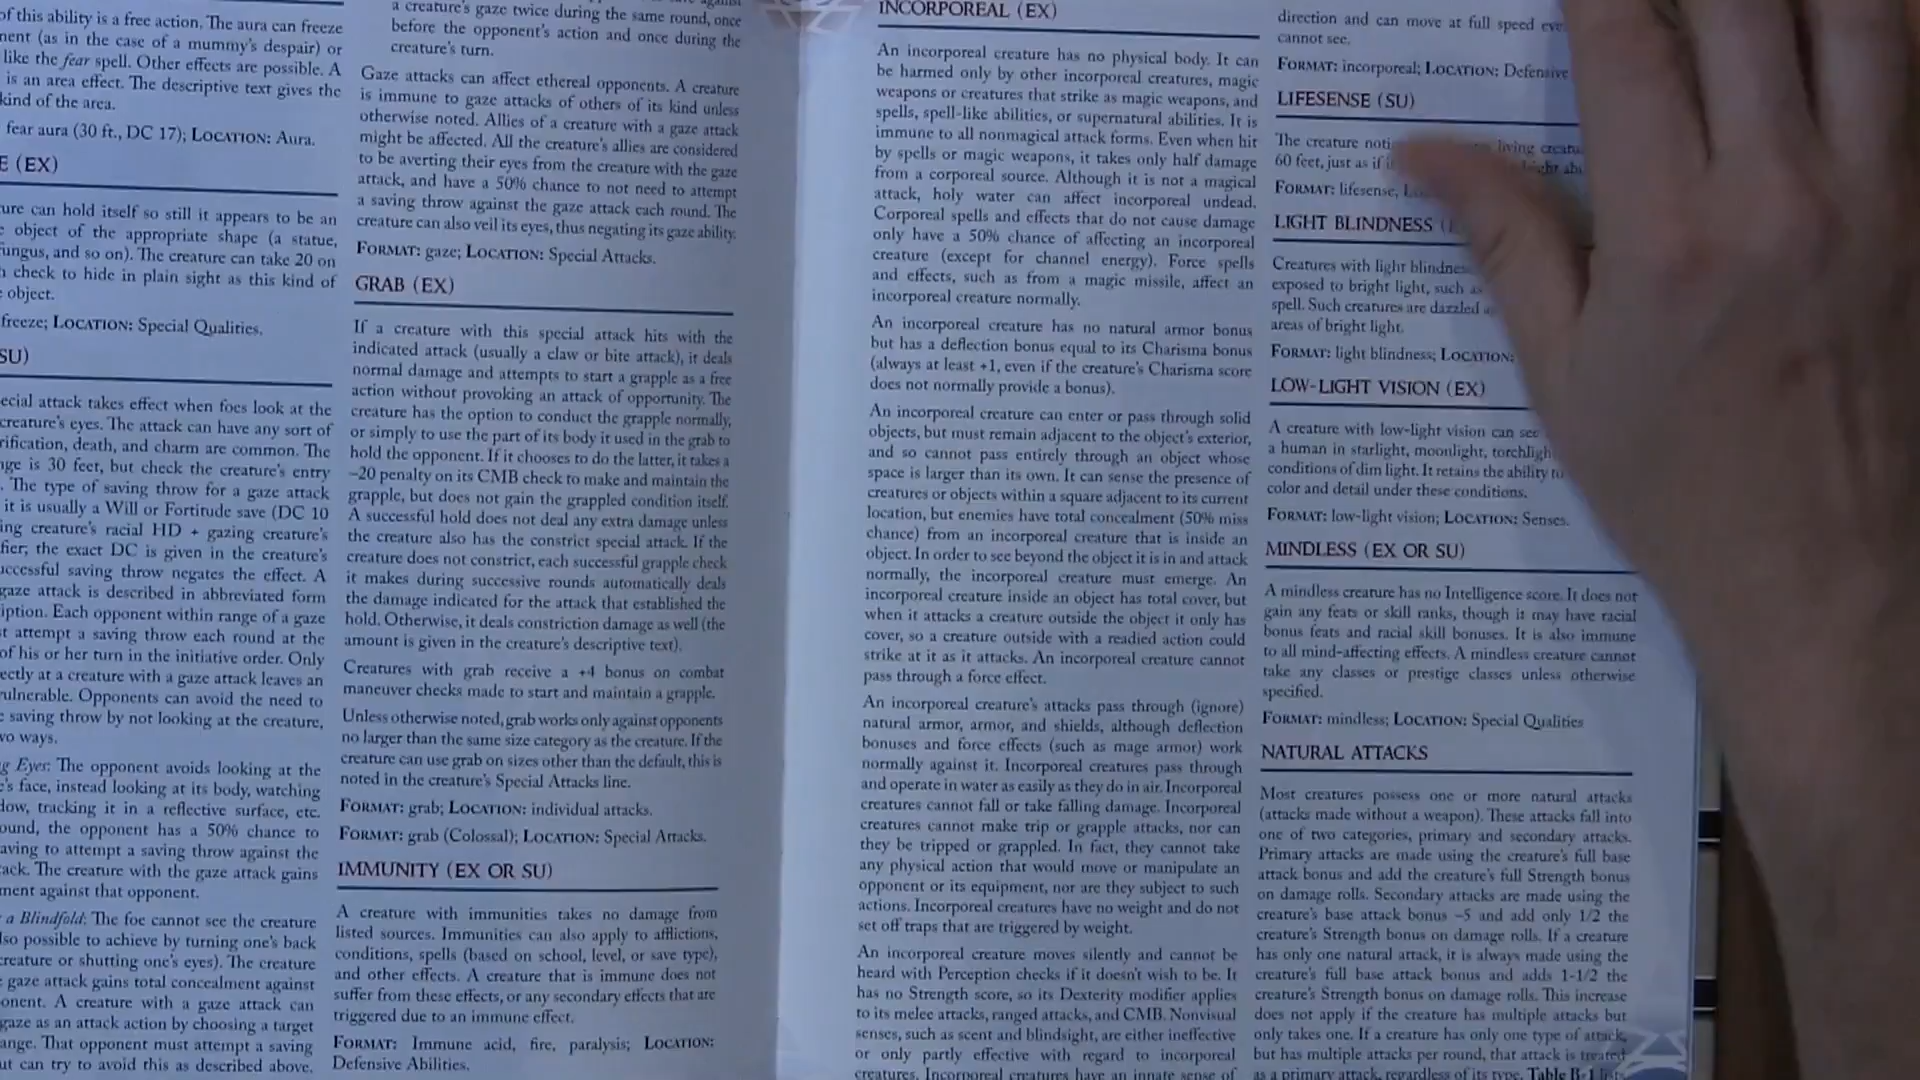 of this ability is a free action. The aura can freeze
(as in the case of a mummy's despair) or
like the fear spell. Other effects are possible. A
is an area effect. The descriptive text gives the
kind of the area.
fear aura (30 ft., DC 17); LOCATION: Aura.
(EX)
can hold itself so still it appears to be an
object of the appropriate shape (a statue,
and so on). The creature can take 20 on
check to hide in plain sight as this kind of
object.
freeze; LOCATION: Special Qualities.
SU)
attack takes effect when foes look at the
creature's eyes. The attack can have any sort of
death, and charm are common. The
is 30 feet, but check the creature's entry
The type of saving throw for a gaze attack
it is usually a Will or Fortitude save (DC 10
creature's racial HD + gazing creature's
the exact DC is given in the creature's
saving throw negates the effect. A
gaze attack is described in abbreviated form
Each opponent within range of a gaze
attempt a saving throw each round at the
of his or her turn in the initiative order. Only
at a creature with a gaze attack leaves an
Opponents can avoid the need to
saving throw by not looking at the creature,
ways.
Eyes: The opponent avoids looking at the
face, instead looking at its body, watching
tracking it in a reflective surface, etc.
the opponent has a 50% chance to
to attempt a saving throw against the
The creature with the gaze attack gains
against that opponent.
a Blindfold: The foe cannot see the creature
possible to achieve by turning one's back
creature or shutting one's eyes). The creature
gaze attack gains total concealment against
A creature with a gaze attack can
gaze as an attack action by choosing a target
That opponent must attempt a saving
can try to avoid this as described above.
a creature's gaze twice during the same round, once
before the opponent's action and once during the
creature's turn.
Gaze attacks can affect ethereal opponents. A creature
is immune to gaze attacks of others of its kind unless
otherwise noted. Allies of a creature with a gaze attack
might be affected. All the creature's allies are considered
to be averting their eyes from the creature with the gaze
attack, and have a 50% chance to not need to attempt
a saving throw against the gaze attack each round. The
creature can also veil its eyes, thus negating its gaze ability.
FORMAT: gaze; LOCATION: Special Attacks.
GRAB (EX)
If a creature with this special attack hits with the
indicated attack (usually a claw or bite attack), it deals
normal damage and attempts to start a grapple as a free
action without provoking an attack of opportunity. The
creature has the option to conduct the grapple normally,
or simply to use the part of its body it used in the grab to
hold the opponent. If it chooses to do the latter, it takes a
−20 penalty on its CMB check to make and maintain the
grapple, but does not gain the grappled condition itself.
A successful hold does not deal any extra damage unless
the creature also has the constrict special attack. If the
creature does not constrict, each successful grapple check
it makes during successive rounds automatically deals
the damage indicated for the attack that established the
hold. Otherwise, it deals constriction damage as well (the
amount is given in the creature's descriptive text).
Creatures with grab receive a +4 bonus on combat
maneuver checks made to start and maintain a grapple.
Unless otherwise noted, grab works only against opponents
no larger than the same size category as the creature. If the
creature can use grab on sizes other than the default, this is
noted in the creature's Special Attacks line.
FORMAT: grab; LOCATION: individual attacks.
FORMAT: grab (Colossal); LOCATION: Special Attacks.
IMMUNITY (EX OR SU)
A creature with immunities takes no damage from
listed sources. Immunities can also apply to afflictions,
conditions, spells (based on school, level, or save type),
and other effects. A creature that is immune does not
suffer from these effects, or any secondary effects that are
triggered due to an immune effect.
FORMAT: Immune acid, fire, paralysis; LOCATION:
Defensive Abilities.
INCORPOREAL (EX)
An incorporeal creature has no physical body. It can
be harmed only by other incorporeal creatures, magic
weapons or creatures that strike as magic weapons, and
spells, spell-like abilities, or supernatural abilities. It is
immune to all nonmagical attack forms. Even when hit
by spells or magic weapons, it takes only half damage
from a corporeal source. Although it is not a magical
attack, holy water can affect incorporeal undead.
Corporeal spells and effects that do not cause damage
only have a 50% chance of affecting an incorporeal
creature (except for channel energy). Force spells
and effects, such as from a magic missile, affect an
incorporeal creature normally.
An incorporeal creature has no natural armor bonus
but has a deflection bonus equal to its Charisma bonus
(always at least +1, even if the creature's Charisma score
does not normally provide a bonus).
An incorporeal creature can enter or pass through solid
objects, but must remain adjacent to the object's exterior,
and so cannot pass entirely through an object whose
space is larger than its own. It can sense the presence of
creatures or objects within a square adjacent to its current
location, but enemies have total concealment (50% miss
chance) from an incorporeal creature that is inside an
object. In order to see beyond the object it is in and attack
normally, the incorporeal creature must emerge. An
incorporeal creature inside an object has total cover, but
when it attacks a creature outside the object it only has
cover, so a creature outside with a readied action could
strike at it as it attacks. An incorporeal creature cannot
pass through a force effect.
An incorporeal creature's attacks pass through (ignore)
natural armor, armor, and shields, although deflection
bonuses and force effects (such as mage armor) work
normally against it. Incorporeal creatures pass through
and operate in water as easily as they do in air. Incorporeal
creatures cannot fall or take falling damage. Incorporeal
creatures cannot make trip or grapple attacks, nor can
they be tripped or grappled. In fact, they cannot take
any physical action that would move or manipulate an
opponent or its equipment, nor are they subject to such
actions. Incorporeal creatures have no weight and do not
set off traps that are triggered by weight.
An incorporeal creature moves silently and cannot be
heard with Perception checks if it doesn't wish to be. It
has no Strength score, so its Dexterity modifier applies
to its melee attacks, ranged attacks, and CMB. Nonvisual
senses, such as scent and blindsight, are either ineffective
or only partly effective with regard to incorporeal
creatures. Incorporeal creatures have an innate sense of
direction and can move at full speed
cannot see.
FORMAT: incorporeal; LOCATION: Defensive
LIFESENSE (SU)
The creature living
60 feet, just as if
FORMAT: lifesense,
LIGHT BLINDNESS
Creatures with light
exposed to bright light, such as
spell. Such creatures are dazzled
areas of bright light.
FORMAT: light blindness; LOCATION:
LOW-LIGHT VISION (EX)
A creature with low-light vision can see
a human in starlight, moonlight,
conditions of dim light. It retains the ability to
color and detail under these conditions.
FORMAT: low-light vision; LOCATION: Senses.
MINDLESS (EX OR SU)
A mindless creature has no Intelligence score. It does not
gain any feats or skill ranks, though it may have racial
bonus feats and racial skill bonuses. It is also immune
to all mind-affecting effects. A mindless creature cannot
take any classes or prestige classes unless otherwise
specified.
FORMAT: mindless; LOCATION: Special Qualities
NATURAL ATTACKS
Most creatures possess one or more natural attacks
(attacks made without a weapon). These attacks fall into
one of two categories, primary and secondary attacks.
Primary attacks are made using the creature's full base
attack bonus and add the creature's full Strength bonus
on damage rolls. Secondary attacks are made using the
creature's base attack bonus −5 and add only 1/2 the
creature's Strength bonus on damage rolls. If a creature
has only one natural attack, it is always made using the
creature's full base attack bonus and adds 1-1/2 the
creature's Strength bonus on damage rolls. This increase
does not apply if the creature has multiple attacks but
only takes one. If a creature has only one type of attack,
but has multiple attacks per round, that attack is treated
as a primary attack, regardless of its type. Table B-1